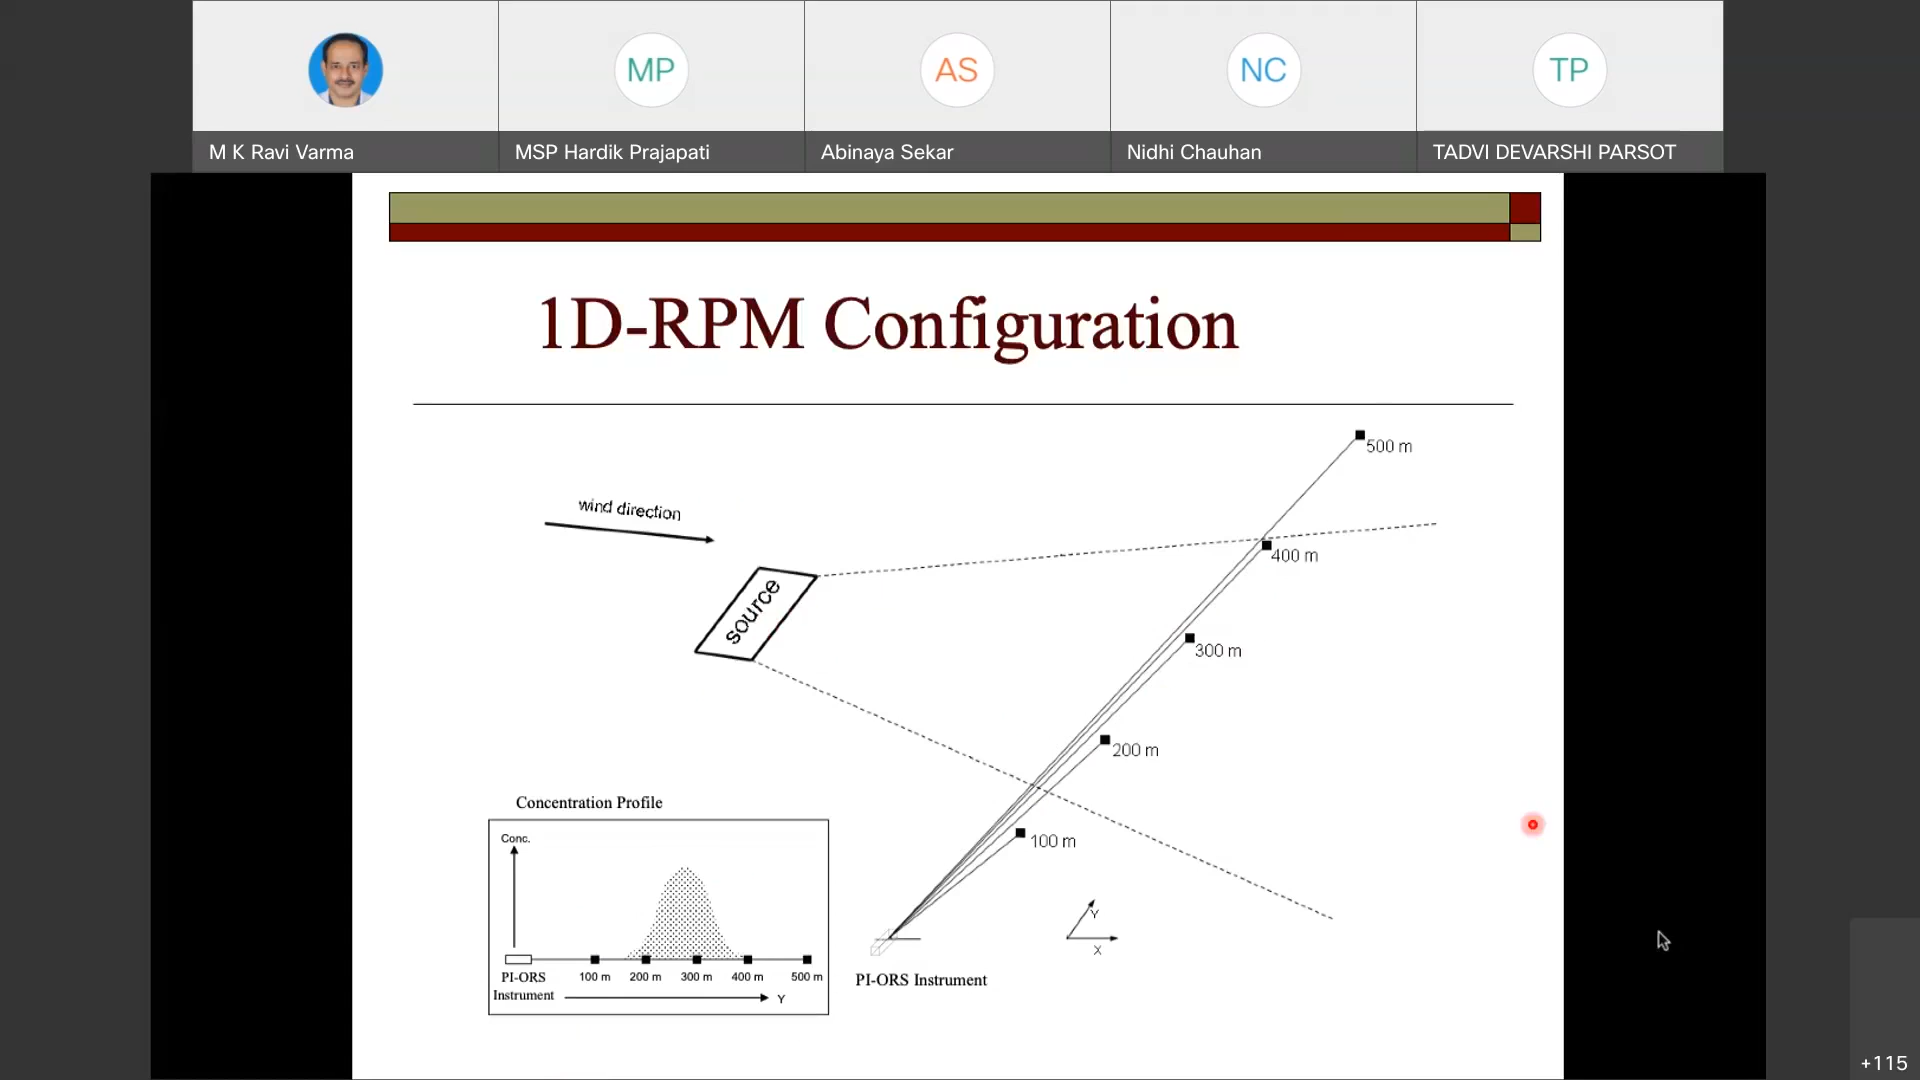 MP
AS
NC
TP
M K Ravi Varma
MSP Hardik Prajapati
Abinaya Sekar
Nidhi Chauhan
TADVI DEVARSHI PARSOT
1D-RPM Configuration
500 m
wind direction
400 m
source
300 m
200 m
100 m
Concentration Profile
Conc.
PI-ORS
Instrument
100 m
200 m
300 m
400 m
500 m
Y
Y
X
PI-ORS Instrument
+115